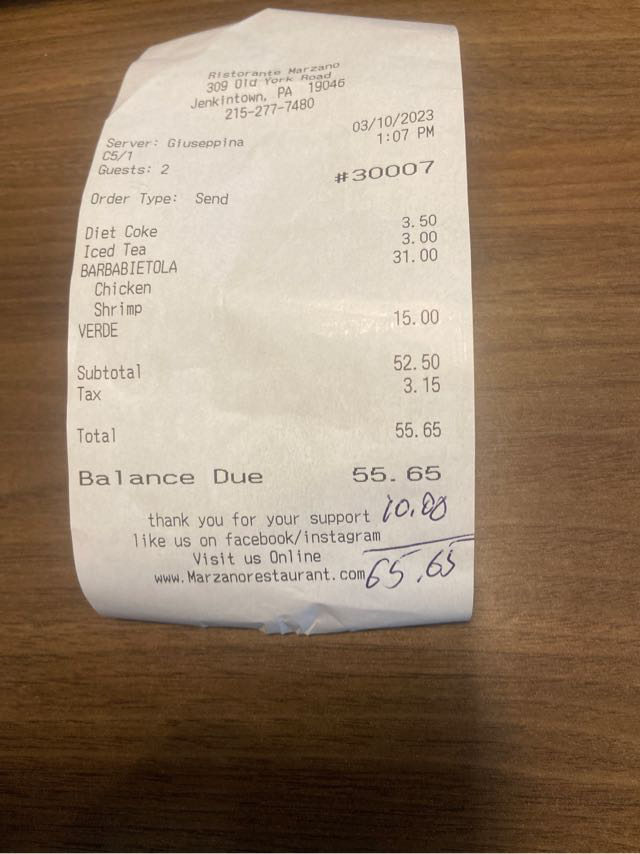 Ristorante Marzano
309 Old York Road
Jenkintown, PA 19046
215-277-7480
03/10/2023
Server: Giuseppina 1:07 PM
C5/1
Guests: 2 #30007
Order Type: Send
Diet Coke 3.50
Iced Tea 3.00
BARBABIETOLA 31.00
Chicken
Shrimp
VERDE 15.00
Subtotal 52.50
Tax 3.15
Total 55.65
Balance Due 55.65
thank you for your support 10.00
like us on facebook/instagram
Visit us Online
www.Marzanorestaurant.com 65.65